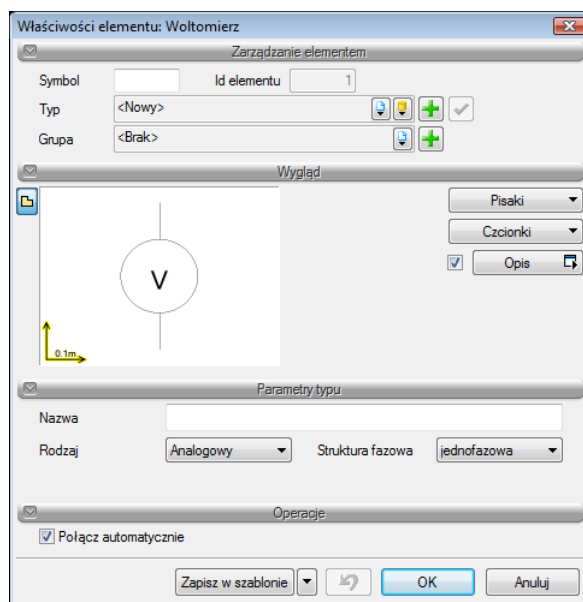 Właściwości elementu: Woltomierz
Zarządzanie elementem
Symbol Id elementu 1
Typ <Nowy>
Grupa <Brak>
Wygląd
Pisaki
Czcionki
Opis
V
0.1m
Parametry typu
Nazwa
Rodzaj Analogowy Struktura fazowa jednofazowa
Operacje
Połącz automatycznie
Zapisz w szablonie OK Anuluj